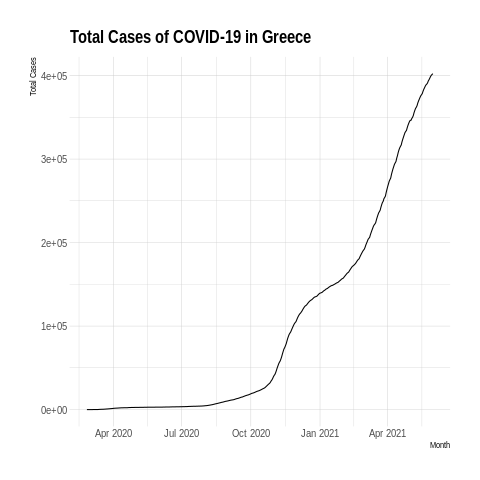 Total Cases of COVID-19 in Greece
Total Cases
4e+05
3e+05
2e+05
1e+05
0e+00
Apr 2020 Jul 2020 Oct 2020 Jan 2021 Apr 2021
Month